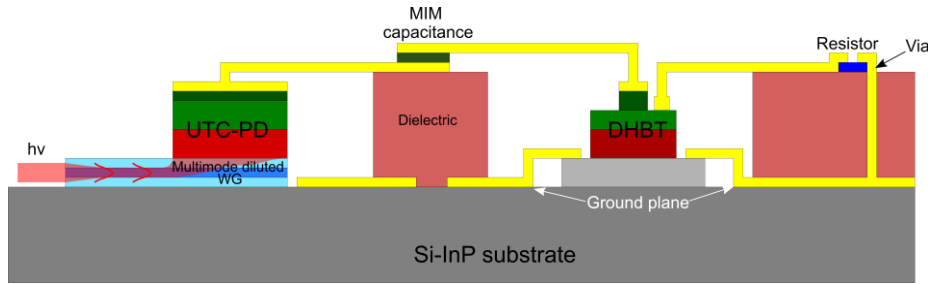 MIM
capacitance
Resistor
Via
UTC-PD
Dielectric
DHBT
hv
Multimode diluted
WG
Ground plane
Si-InP substrate